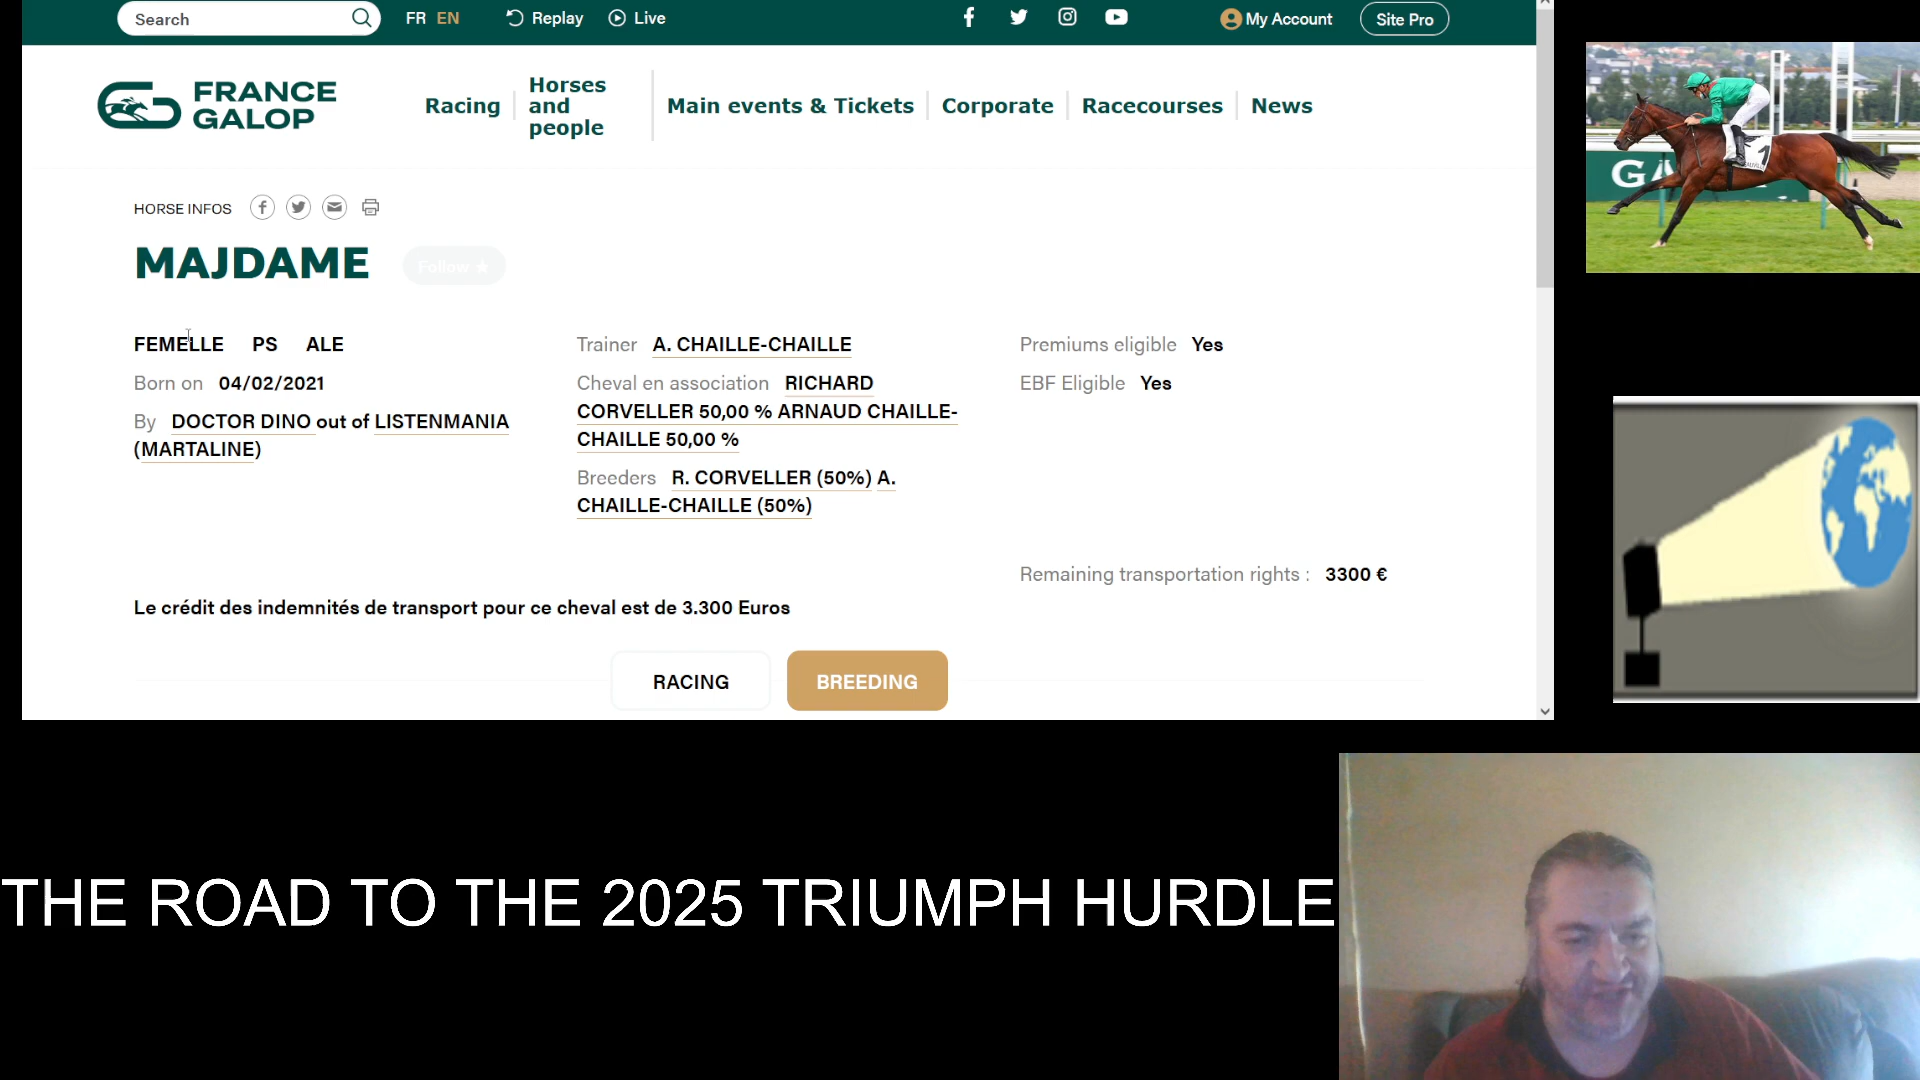 Search
FR EN
Replay
Live
My Account
Site Pro
FRANCE
GALOP
Racing
Horses
and
people
Main events & Tickets
Corporate
Racecourses
News
HORSE INFOS
MAJDAME
Follow ★
FEMELLE PS ALE
Born on 04/02/2021
By DOCTOR DINO out of LISTENMANIA
(MARTALINE)
Trainer A. CHAILLE-CHAILLE
Cheval en association RICHARD
CORVELLER 50,00 % ARNAUD CHAILLE-
CHAILLE 50,00 %
Breeders R. CORVELLER (50%) A.
CHAILLE-CHAILLE (50%)
Premiums eligible Yes
EBF Eligible Yes
Remaining transportation rights : 3300 €
Le crédit des indemnités de transport pour ce cheval est de 3.300 Euros
RACING
BREEDING
1
GA
THE ROAD TO THE 2025 TRIUMPH HURDLE